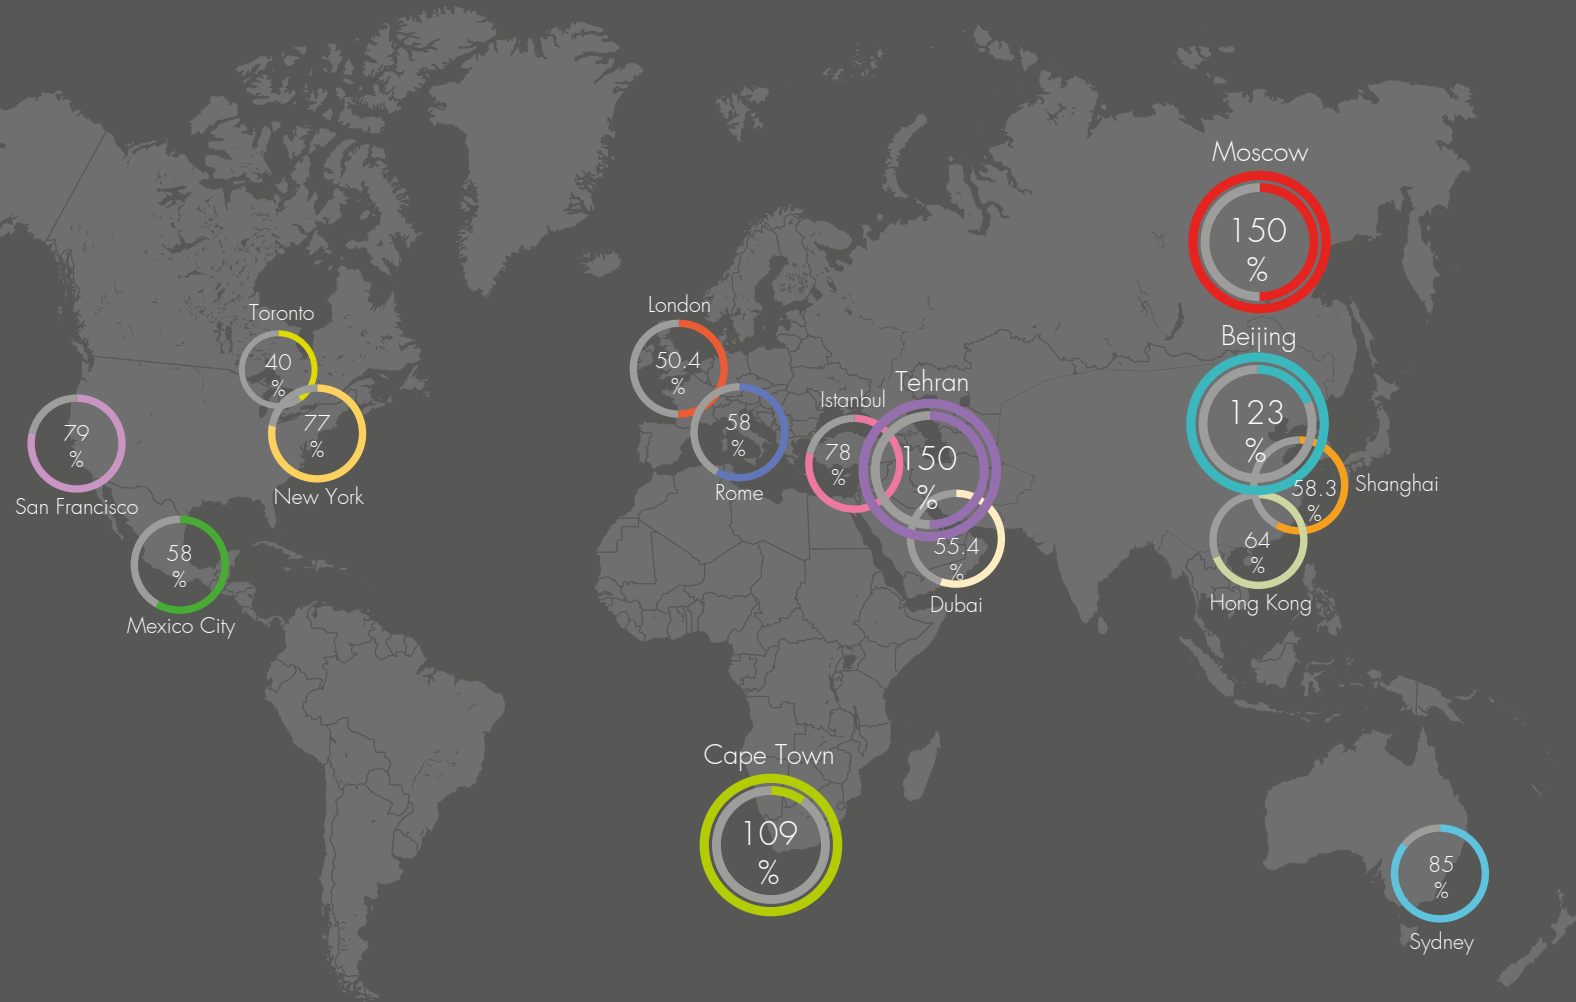 Moscow
150
%
Toronto
40
%
London
50.4
%
Beijing
123
%
San Francisco
79
%
New York
77
%
Rome
58
%
Istanbul
78
%
Tehran
150
%
Shanghai
58.3
%
Mexico City
58
%
Dubai
55.4
%
Hong Kong
64
%
Cape Town
109
%
Sydney
85
%